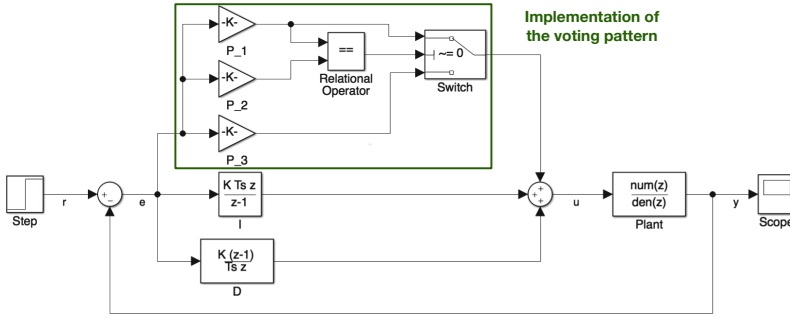 Implementation of
the voting pattern
-K-
P_1
==
Relational
Operator
~= 0
Switch
-K-
P_2
-K-
P_3
Step
r
+
−
e
K Ts z
z-1
I
K (z-1)
Ts z
D
+
+
+
u
num(z)
den(z)
Plant
y
Scope